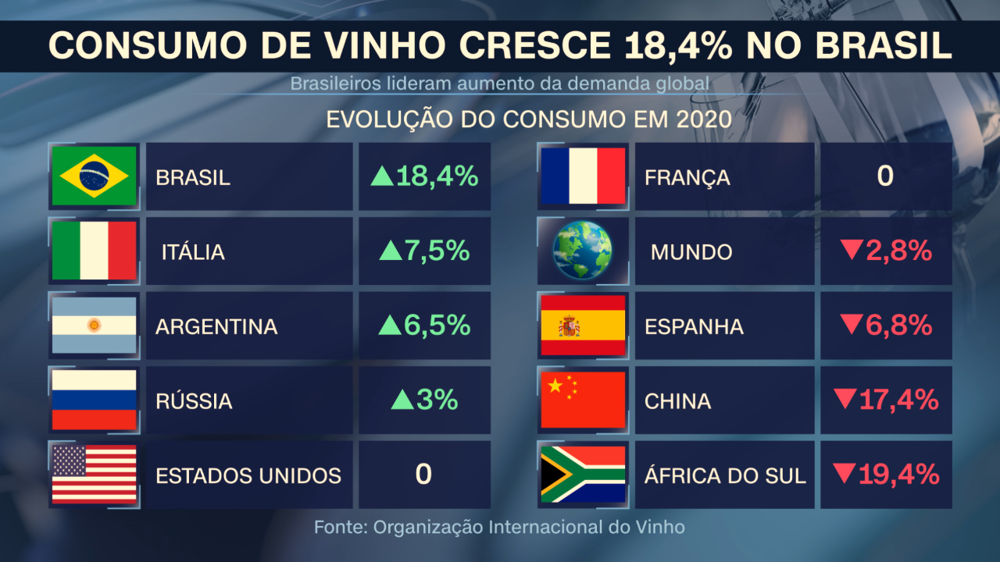 CONSUMO DE VINHO CRESCE 18,4% NO BRASIL
Brasileiros lideram aumento da demanda global
EVOLUÇÃO DO CONSUMO EM 2020
BRASIL ▲18,4%
ITÁLIA ▲7,5%
ARGENTINA ▲6,5%
RÚSSIA ▲3%
ESTADOS UNIDOS 0
FRANÇA 0
MUNDO ▼2,8%
ESPANHA ▼6,8%
CHINA ▼17,4%
ÁFRICA DO SUL ▼19,4%
Fonte: Organização Internacional do Vinho